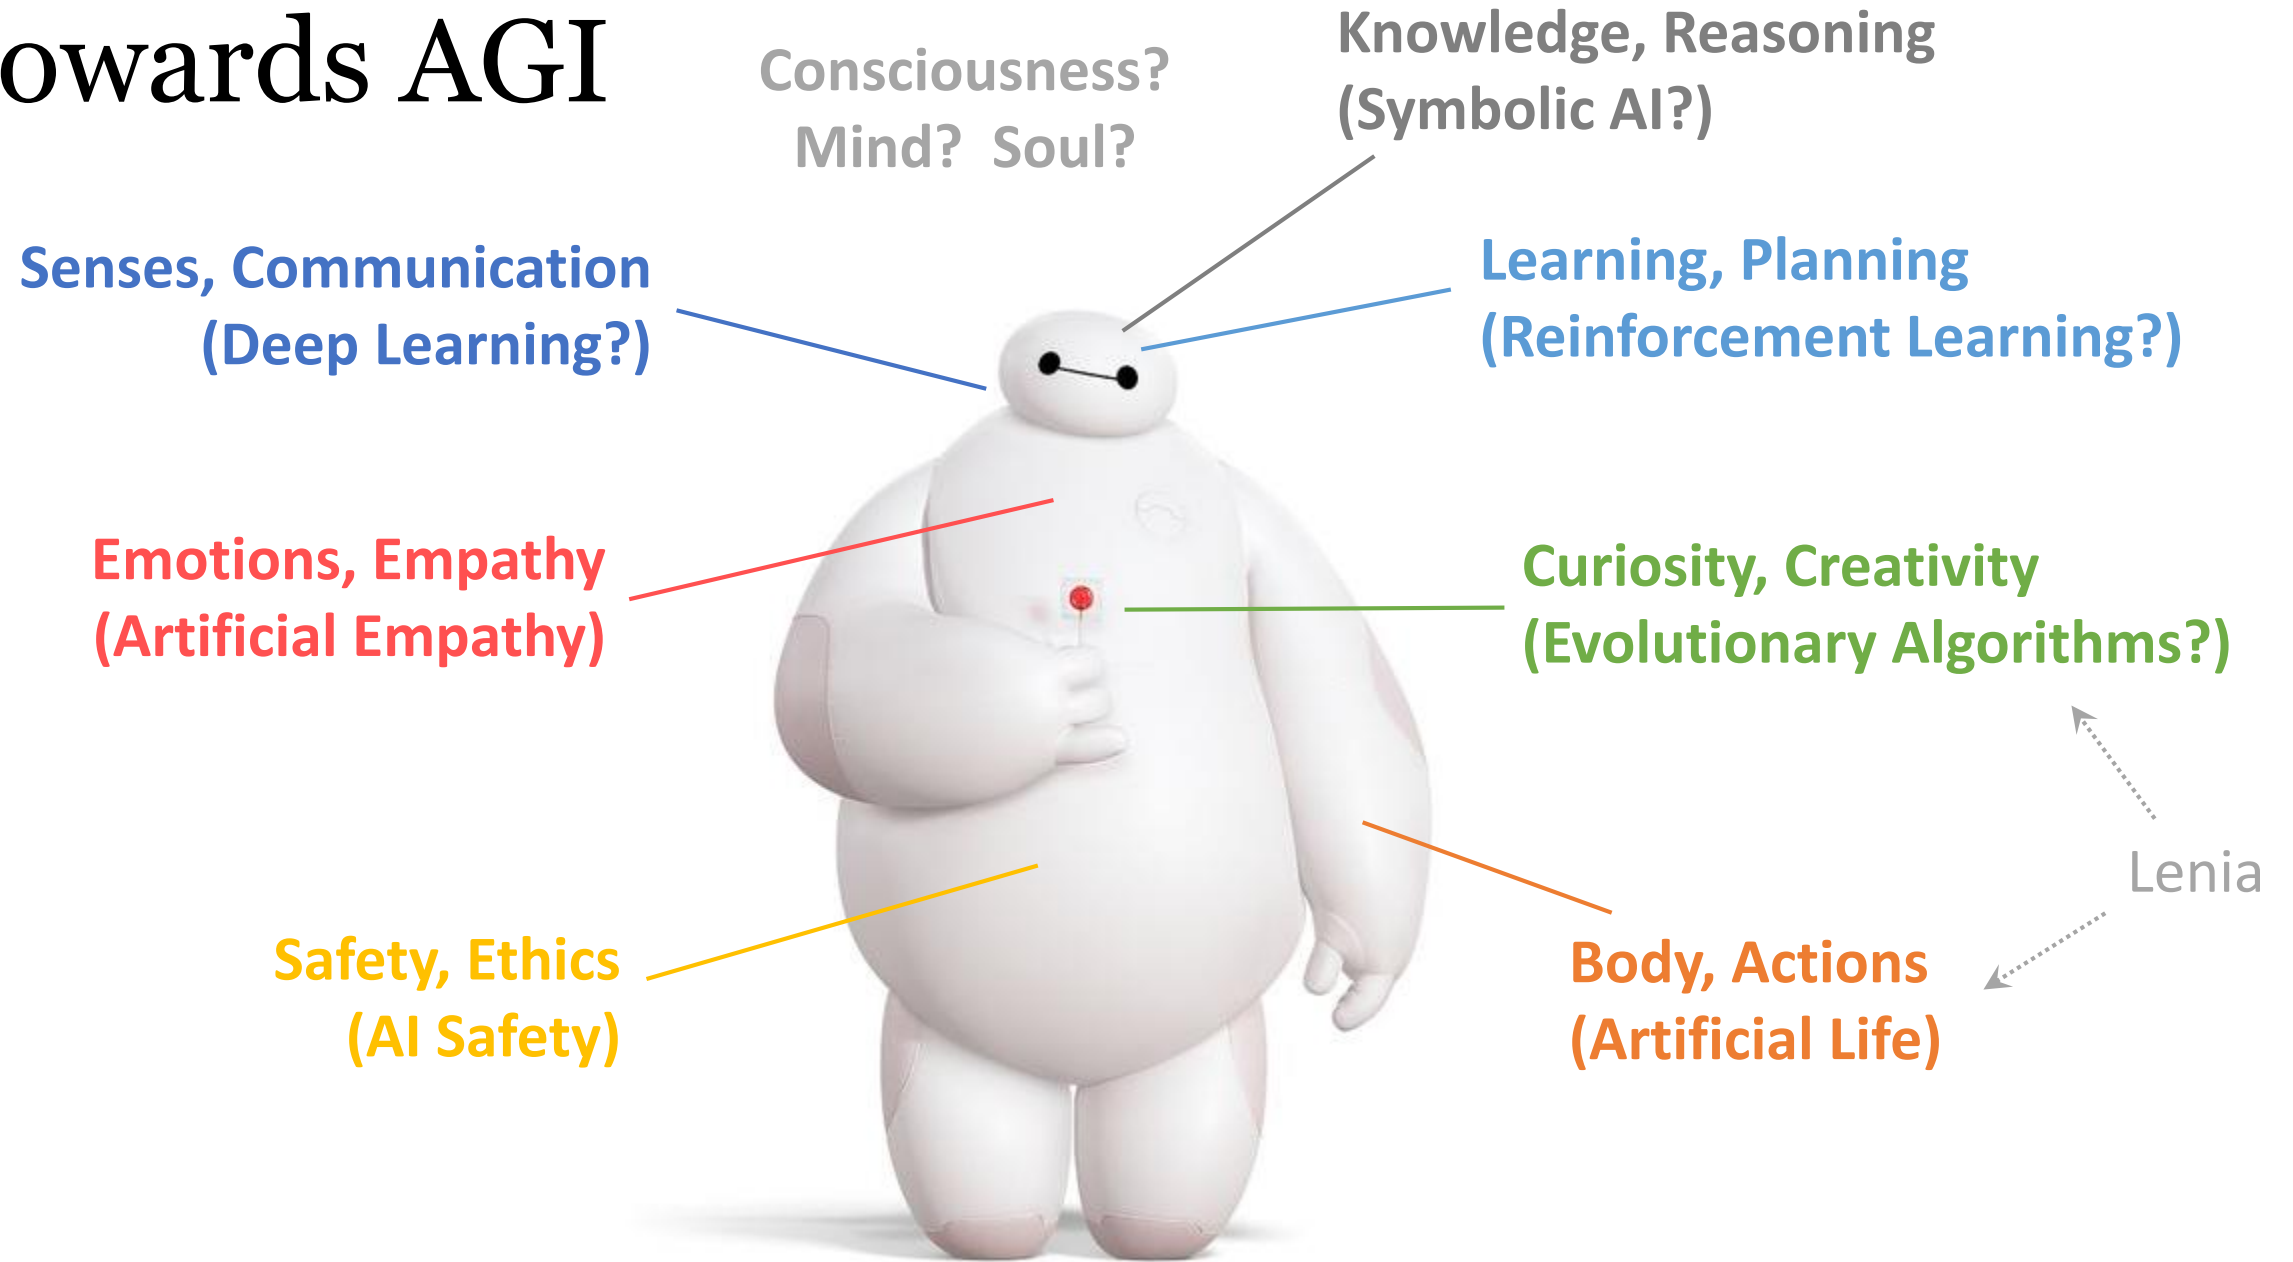 owards AGI
Consciousness?
Mind? Soul?
Knowledge, Reasoning
(Symbolic AI?)
Senses, Communication
(Deep Learning?)
Learning, Planning
(Reinforcement Learning?)
Emotions, Empathy
(Artificial Empathy)
Curiosity, Creativity
(Evolutionary Algorithms?)
Lenia
Safety, Ethics
(AI Safety)
Body, Actions
(Artificial Life)